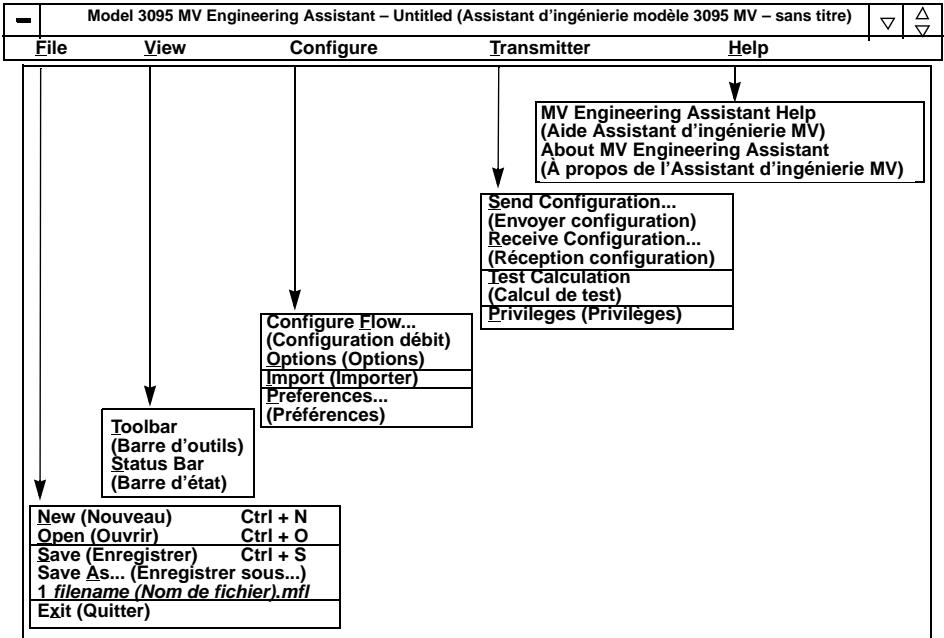 Model 3095 MV Engineering Assistant – Untitled (Assistant d’ingénierie modèle 3095 MV – sans titre)
File View Configure Transmitter Help
MV Engineering Assistant Help
(Aide Assistant d’ingénierie MV)
About MV Engineering Assistant
(À propos de l’Assistant d’ingénierie MV)
Send Configuration...
(Envoyer configuration)
Receive Configuration...
(Réception configuration)
Test Calculation
(Calcul de test)
Privileges (Privilèges)
Configure Flow...
(Configuration débit)
Options (Options)
Import (Importer)
Preferences...
(Préférences)
Toolbar
(Barre d’outils)
Status Bar
(Barre d’état)
New (Nouveau) Ctrl + N
Open (Ouvrir) Ctrl + O
Save (Enregistrer) Ctrl + S
Save As... (Enregistrer sous...)
1 filename (Nom de fichier).mfl
Exit (Quitter)